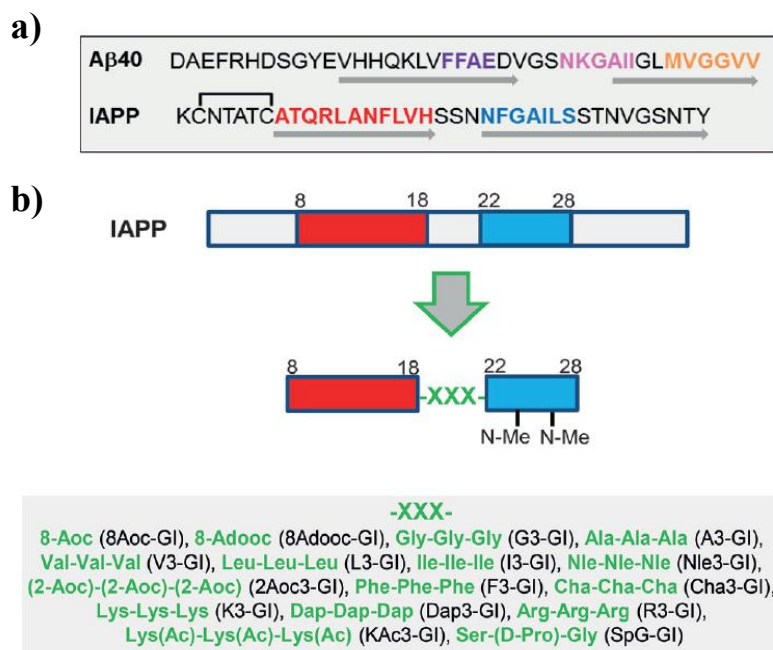 a)
Aβ40 DAEFRHDSGYEVHHQKLVFFAEDVGSNKGAIIGLMVGGVV
IAPP KCNTATCATQRLANFLVHSSNNFGAILSSTNVGSNTY
b)
8 18 22 28
IAPP
8 18 22 28
-XXX-
N-Me N-Me
-XXX-
8-Aoc (8Aoc-GI), 8-Adooc (8Adooc-GI), Gly-Gly-Gly (G3-GI), Ala-Ala-Ala (A3-GI),
Val-Val-Val (V3-GI), Leu-Leu-Leu (L3-GI), Ile-Ile-Ile (I3-GI), Nle-Nle-Nle (Nle3-GI),
(2-Aoc)-(2-Aoc)-(2-Aoc) (2Aoc3-GI), Phe-Phe-Phe (F3-GI), Cha-Cha-Cha (Cha3-GI),
Lys-Lys-Lys (K3-GI), Dap-Dap-Dap (Dap3-GI), Arg-Arg-Arg (R3-GI),
Lys(Ac)-Lys(Ac)-Lys(Ac) (KAc3-GI), Ser-(D-Pro)-Gly (SpG-GI)